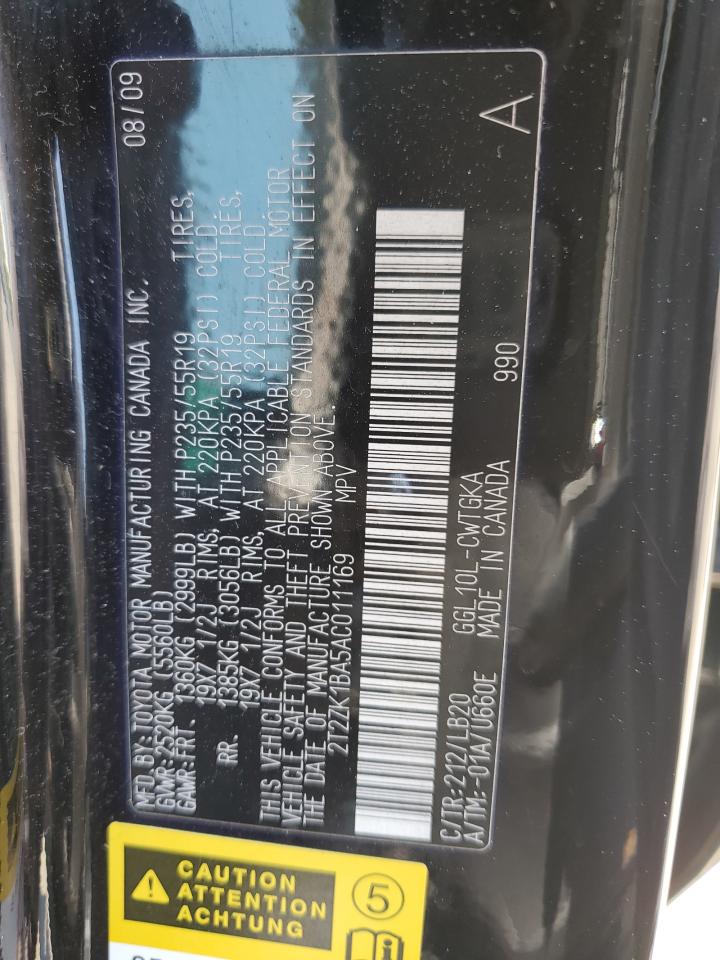 MFD. BY: TOYOTA MOTOR MANUFACTURING CANADA INC. 08/09
GVWR: 2520KG (5560LB)
GAWR: FRT. 1360KG (2999LB) WITH P235/55R19 TIRES,
19X7 1/2J RIMS, AT 220KPA (32PSI) COLD
RR. 1385KG (3056LB) WITH P235/55R19 TIRES,
19X7 1/2J RIMS, AT 220KPA (32PSI) COLD.
THIS VEHICLE CONFORMS TO ALL APPLICABLE FEDERAL MOTOR
VEHICLE SAFETY AND THEFT PREVENTION STANDARDS IN EFFECT ON
THE DATE OF MANUFACTURE SHOWN ABOVE.
2T2ZK1BA5AC011169 MPV
C/TR: 212/LB20 GGL10L-CWTGKA 990 A
A/TM: -01A/U660E MADE IN CANADA
CAUTION
ATTENTION
ACHTUNG
5